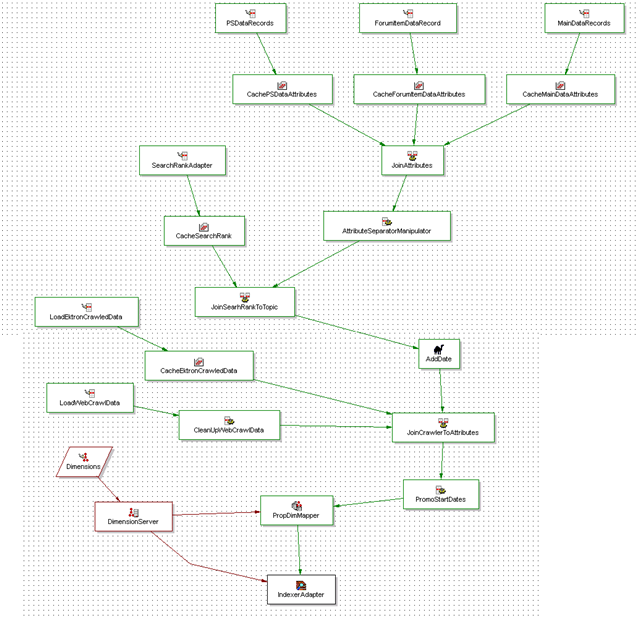 PSDataRecords
ForumItemDataRecord
MainDataRecords
CachePSDataAttributes
CacheForumItemDataAttributes
CacheMainDataAttributes
SearchRankAdapter
JoinAttributes
CacheSearchRank
AttributeSeparatorManipulator
JoinSearhRankToTopic
LoadEktronCrawledData
AddDate
CacheEktronCrawledData
LoadWebCrawlData
CleanUpWebCrawlData
JoinCrawlerToAttributes
Dimensions
PromoStartDates
DimensionServer
PropDimMapper
IndexerAdapter